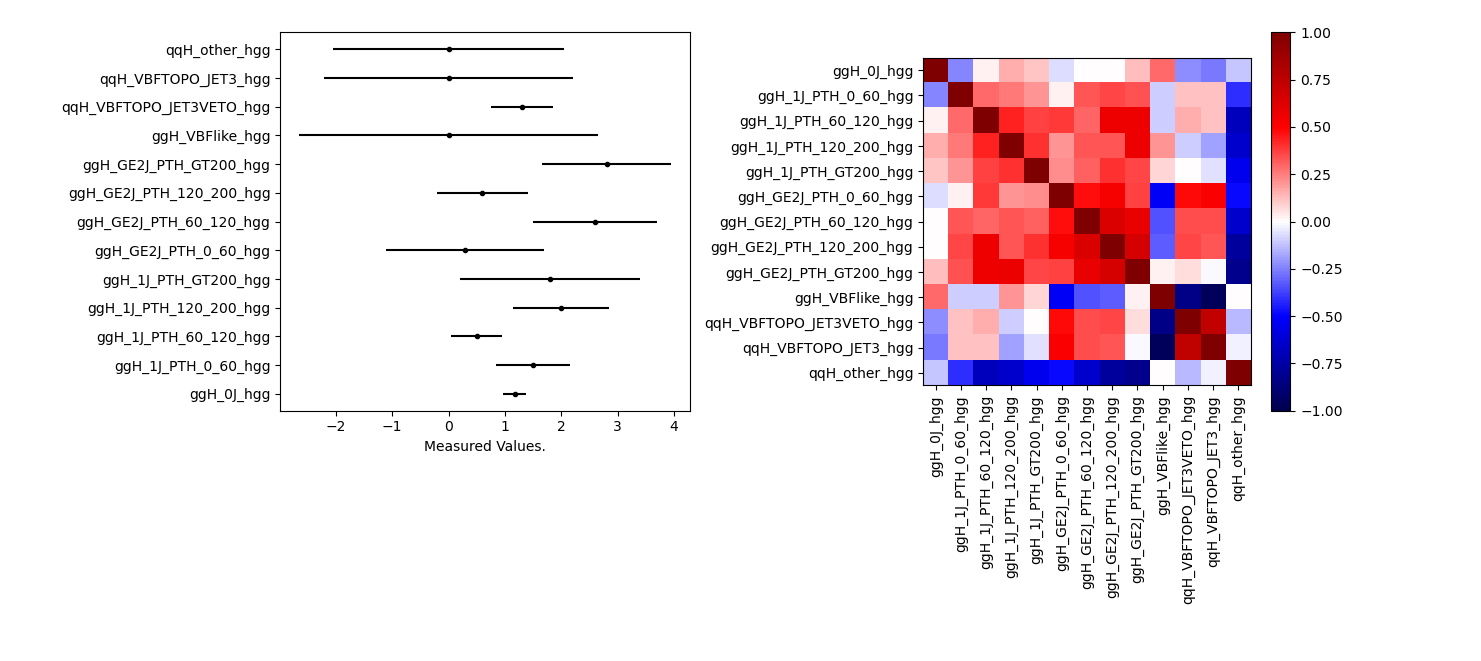 qqH_other_hgg
qqH_VBFTOPO_JET3_hgg
qqH_VBFTOPO_JET3VETO_hgg
ggH_VBFlike_hgg
ggH_GE2J_PTH_GT200_hgg
ggH_GE2J_PTH_120_200_hgg
ggH_GE2J_PTH_60_120_hgg
ggH_GE2J_PTH_0_60_hgg
ggH_1J_PTH_GT200_hgg
ggH_1J_PTH_120_200_hgg
ggH_1J_PTH_60_120_hgg
ggH_1J_PTH_0_60_hgg
ggH_0J_hgg
−2 −1 0 1 2 3 4
Measured Values.
ggH_0J_hgg
ggH_1J_PTH_0_60_hgg
ggH_1J_PTH_60_120_hgg
ggH_1J_PTH_120_200_hgg
ggH_1J_PTH_GT200_hgg
ggH_GE2J_PTH_0_60_hgg
ggH_GE2J_PTH_60_120_hgg
ggH_GE2J_PTH_120_200_hgg
ggH_GE2J_PTH_GT200_hgg
ggH_VBFlike_hgg
qqH_VBFTOPO_JET3VETO_hgg
qqH_VBFTOPO_JET3_hgg
qqH_other_hgg
ggH_0J_hgg
ggH_1J_PTH_0_60_hgg
ggH_1J_PTH_60_120_hgg
ggH_1J_PTH_120_200_hgg
ggH_1J_PTH_GT200_hgg
ggH_GE2J_PTH_0_60_hgg
ggH_GE2J_PTH_60_120_hgg
ggH_GE2J_PTH_120_200_hgg
ggH_GE2J_PTH_GT200_hgg
ggH_VBFlike_hgg
qqH_VBFTOPO_JET3VETO_hgg
qqH_VBFTOPO_JET3_hgg
qqH_other_hgg
1.00
0.75
0.50
0.25
0.00
−0.25
−0.50
−0.75
−1.00